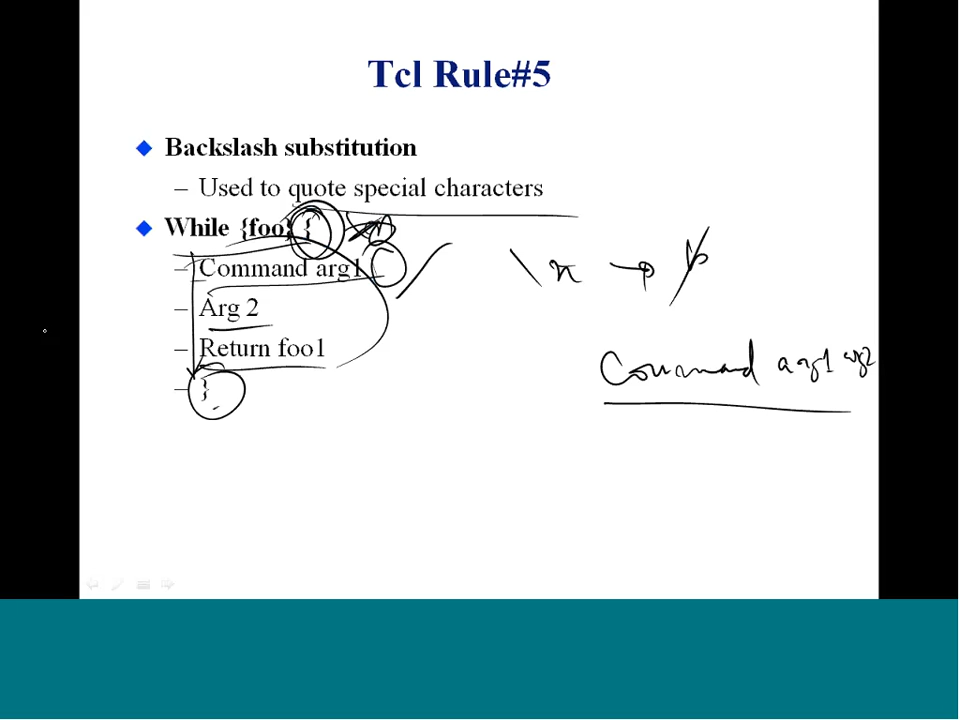 Tcl Rule#5
Backslash substitution
– Used to quote special characters
While {foo} {
– Command arg1 \
– Arg 2
– Return foo1
– }
\n →
Command arg1 arg2